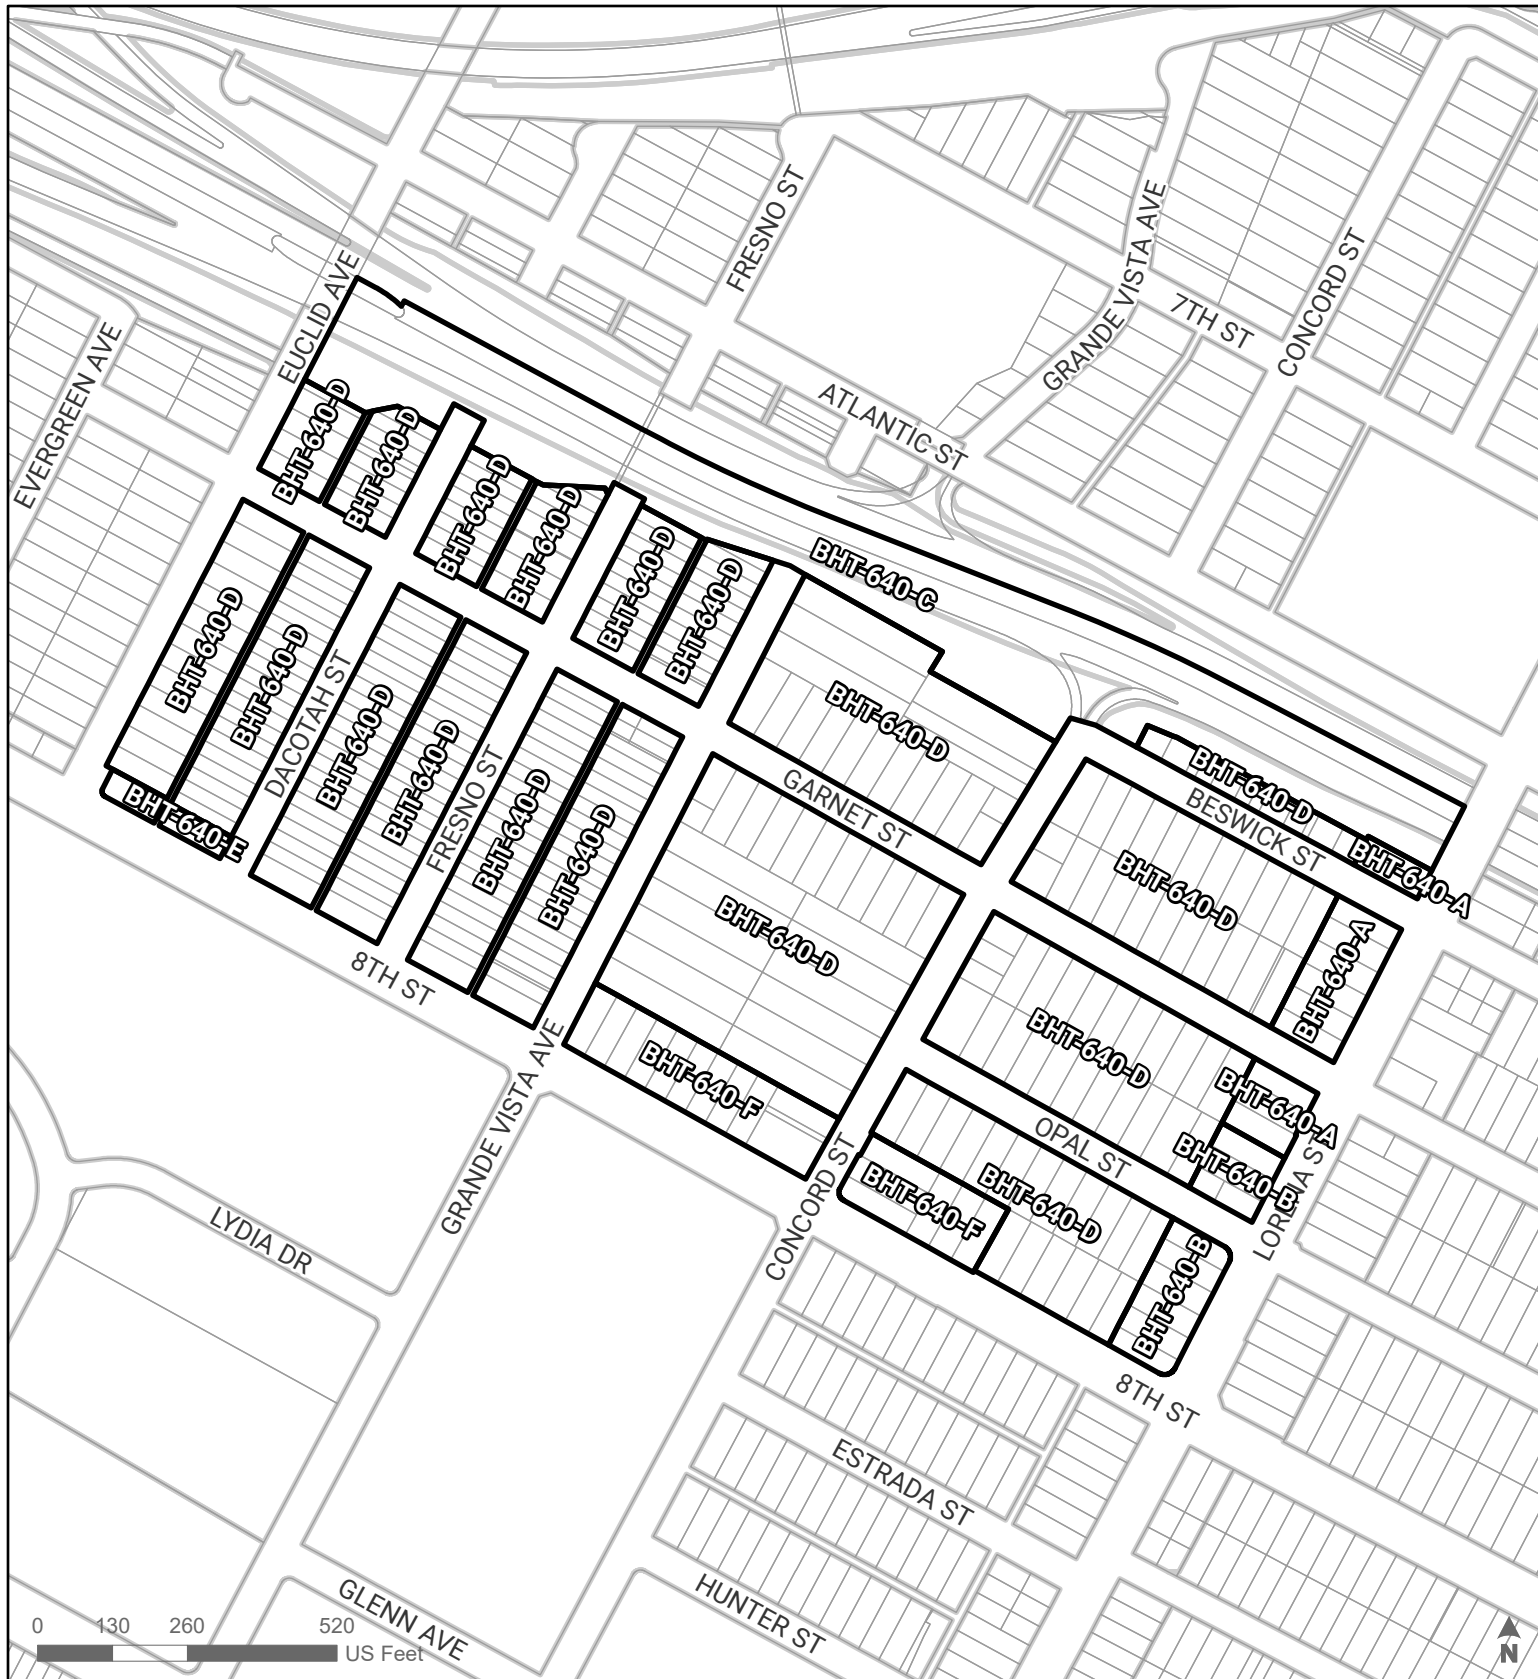 FRESNO ST
GRANDE VISTA AVE
CONCORD ST
7TH ST
EUCLID AVE
EVERGREEN AVE
ATLANTIC ST
BHT-640-D
BHT-640-D
BHT-640-D
BHT-640-D
BHT-640-D
BHT-640-D
BHT-640-C
BHT-640-D
BHT-640-D
BHT-640-D
BHT-640-D
BHT-640-D
BHT-640-D
BHT-640-D
DACOTAH ST
FRESNO ST
GARNET ST
BHT-640-D
BESWICK ST
BHT-640-A
BHT-640-E
BHT-640-D
BHT-640-D
BHT-640-A
8TH ST
BHT-640-F
BHT-640-D
BHT-640-A
GRANDE VISTA AVE
OPAL ST
BHT-640-B
LORENA ST
CONCORD ST
BHT-640-F
BHT-640-D
BHT-640-B
LYDIA DR
8TH ST
ESTRADA ST
HUNTER ST
GLENN AVE
0 130 260 520
US Feet
N